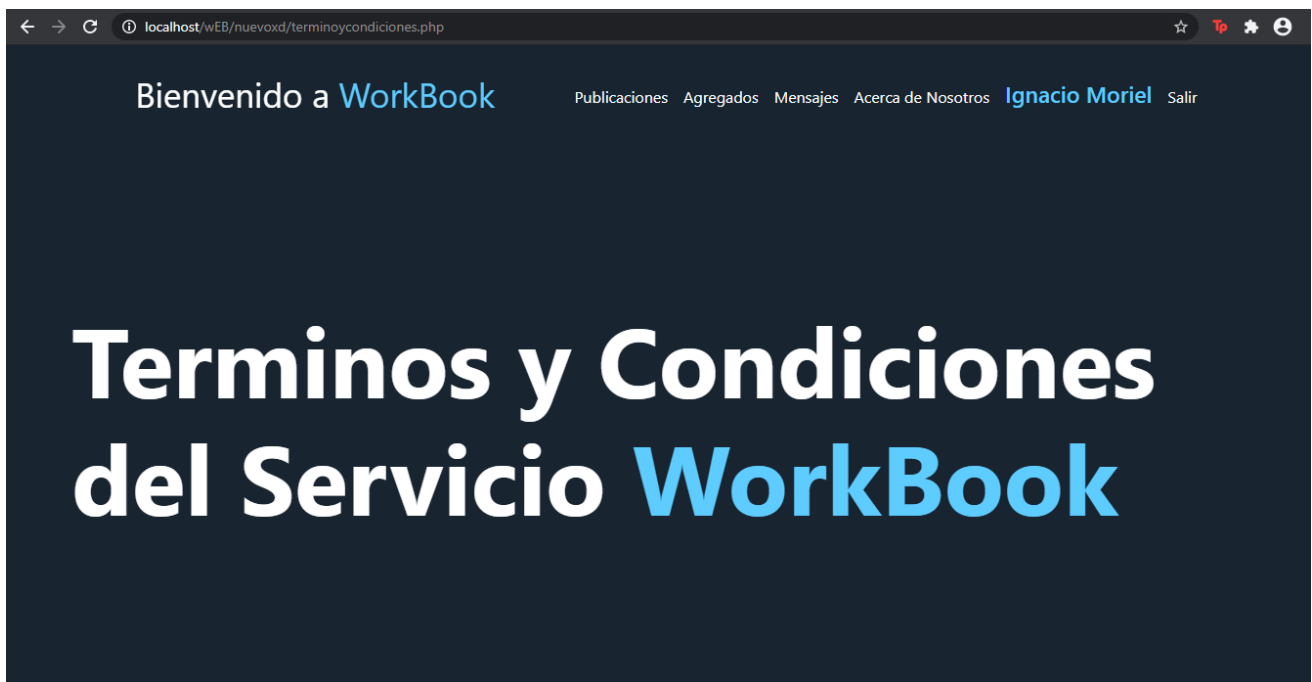 localhost/wEB/nuevoxd/terminoycondiciones.php
Tp
Bienvenido a WorkBook
Publicaciones Agregados Mensajes Acerca de Nosotros Ignacio Moriel Salir
Terminos y Condiciones
del Servicio WorkBook